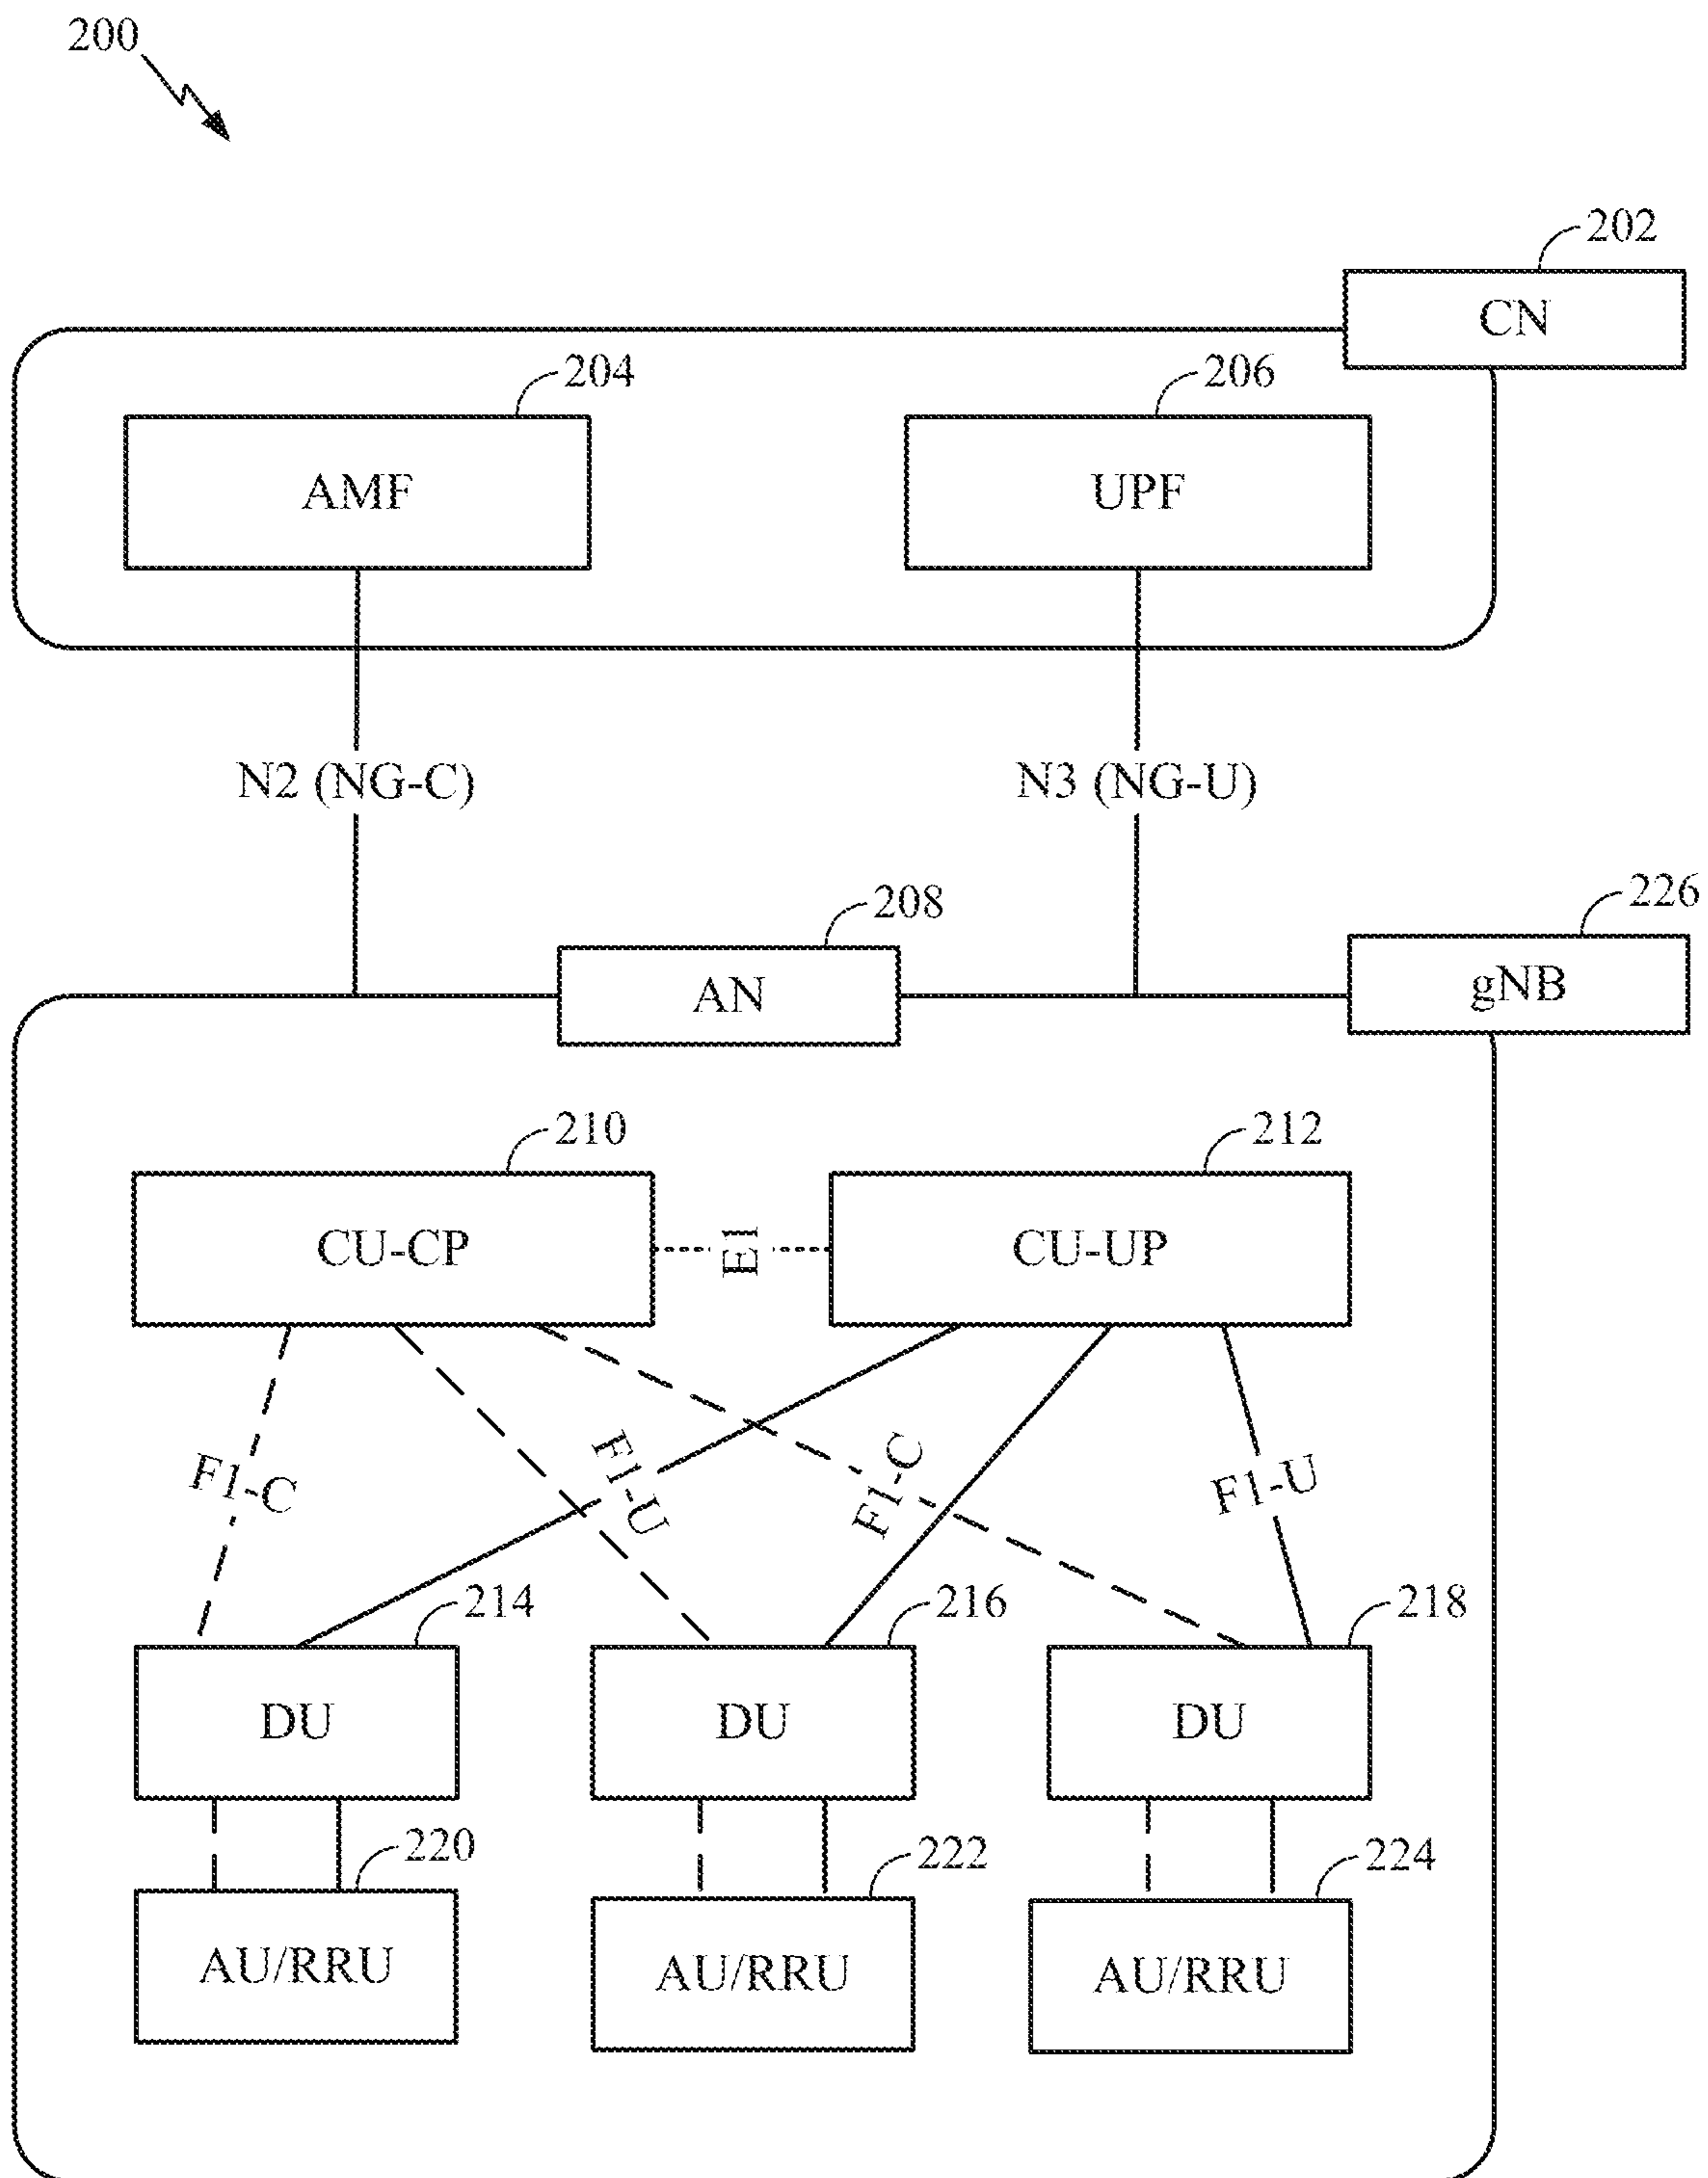 200
202
CN
204
206
AMF
UPF
N2 (NG-C)
N3 (NG-U)
208
226
AN
gNB
210
212
CU-CP
E1
CU-UP
F1-C
F1-U
F1-C
F1-U
214
216
218
DU
DU
DU
220
222
224
AU/RRU
AU/RRU
AU/RRU